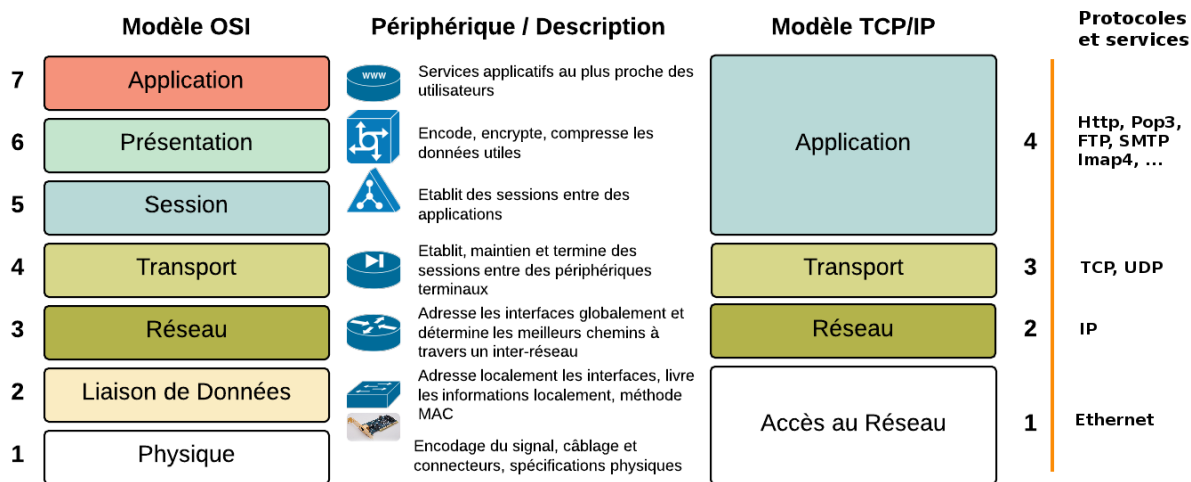 Modèle OSI
Périphérique / Description
Modèle TCP/IP
Protocoles
et services
7
Application
www
Services applicatifs au plus proche des
utilisateurs
6
Présentation
Encode, encrypte, compresse les
données utiles
5
Session
Etablit des sessions entre des
applications
Application
4
Http, Pop3,
FTP, SMTP
Imap4, ...
4
Transport
Etablit, maintien et termine des
sessions entre des périphériques
terminaux
Transport
3
TCP, UDP
3
Réseau
Adresse les interfaces globalement et
détermine les meilleurs chemins à
travers un inter-réseau
Réseau
2
IP
2
Liaison de Données
Adresse localement les interfaces, livre
les informations localement, méthode
MAC
1
Physique
Encodage du signal, câblage et
connecteurs, spécifications physiques
Accès au Réseau
1
Ethernet